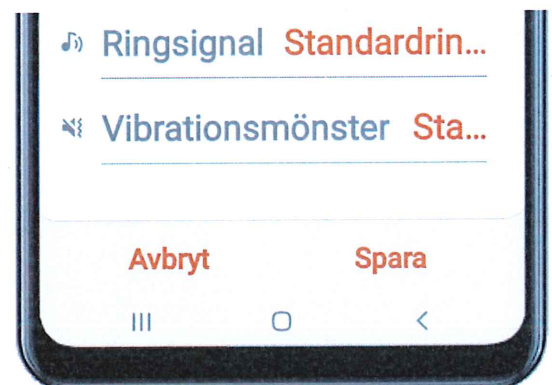 Ringsignal Standardrin...
Vibrationsmönster Sta...
Avbryt Spara